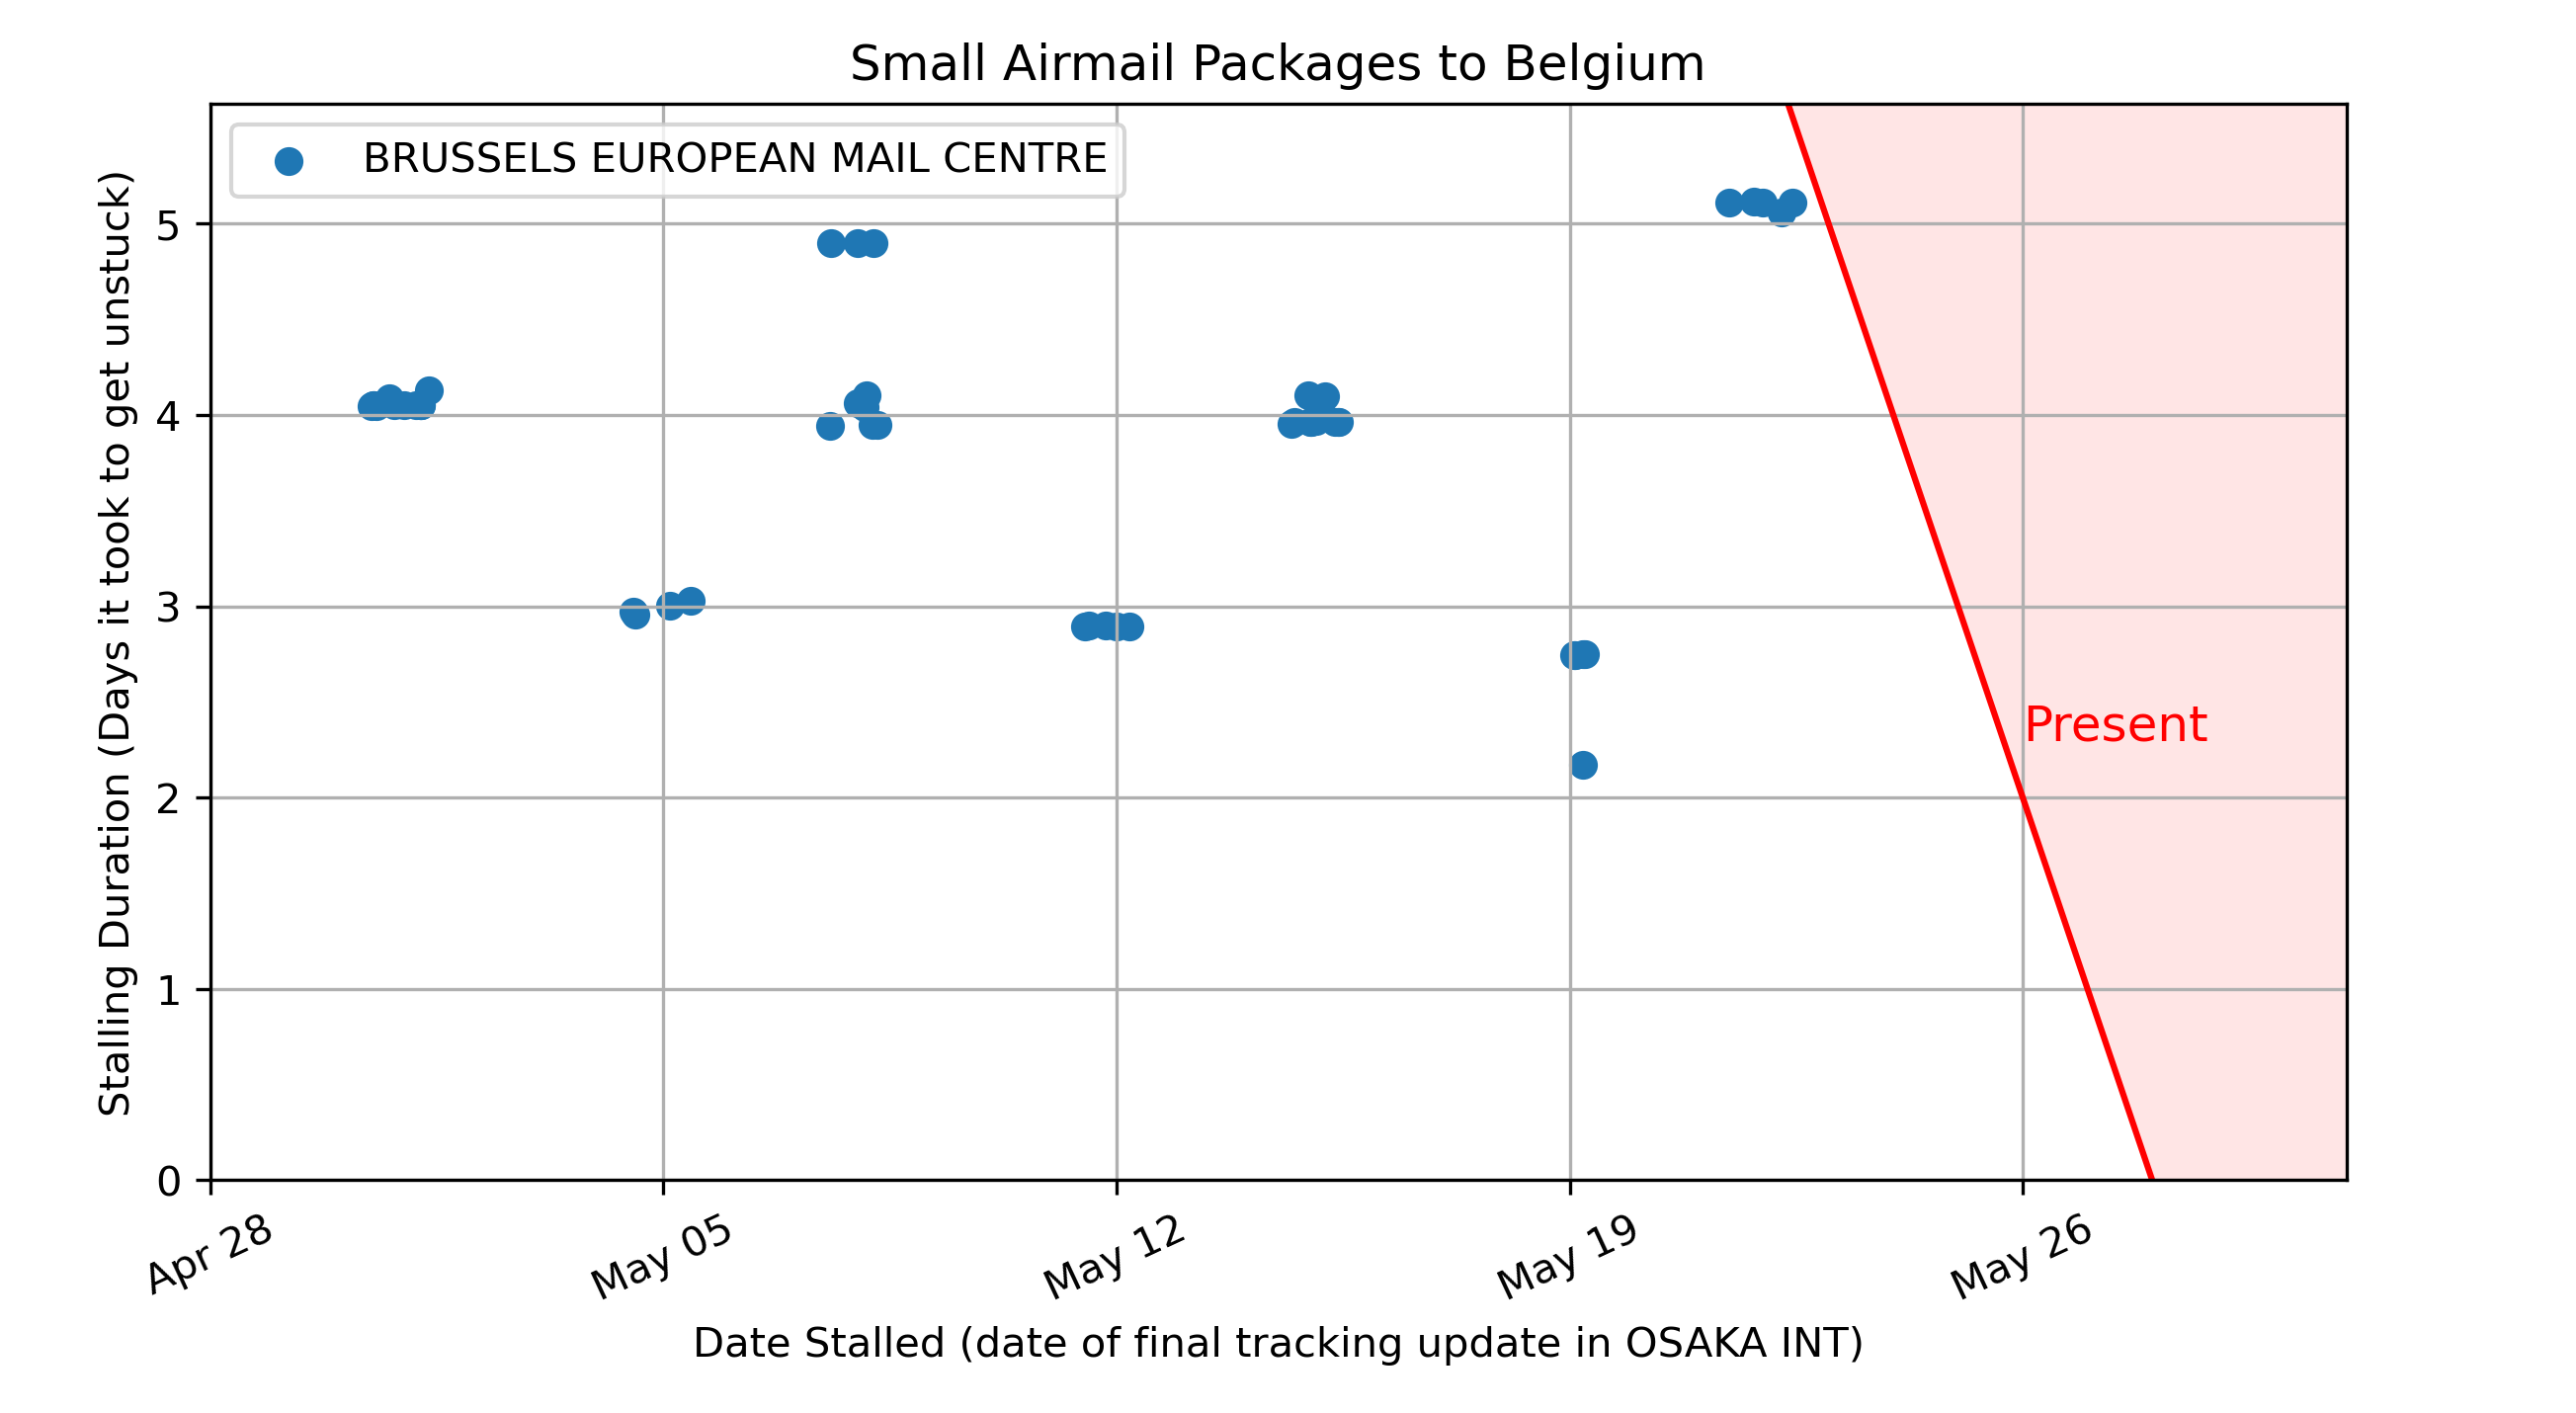 Small Airmail Packages to Belgium
BRUSSELS EUROPEAN MAIL CENTRE
Stalling Duration (Days it took to get unstuck)
5
4
3
2
1
0
Present
Apr 28
May 05
May 12
May 19
May 26
Date Stalled (date of final tracking update in OSAKA INT)